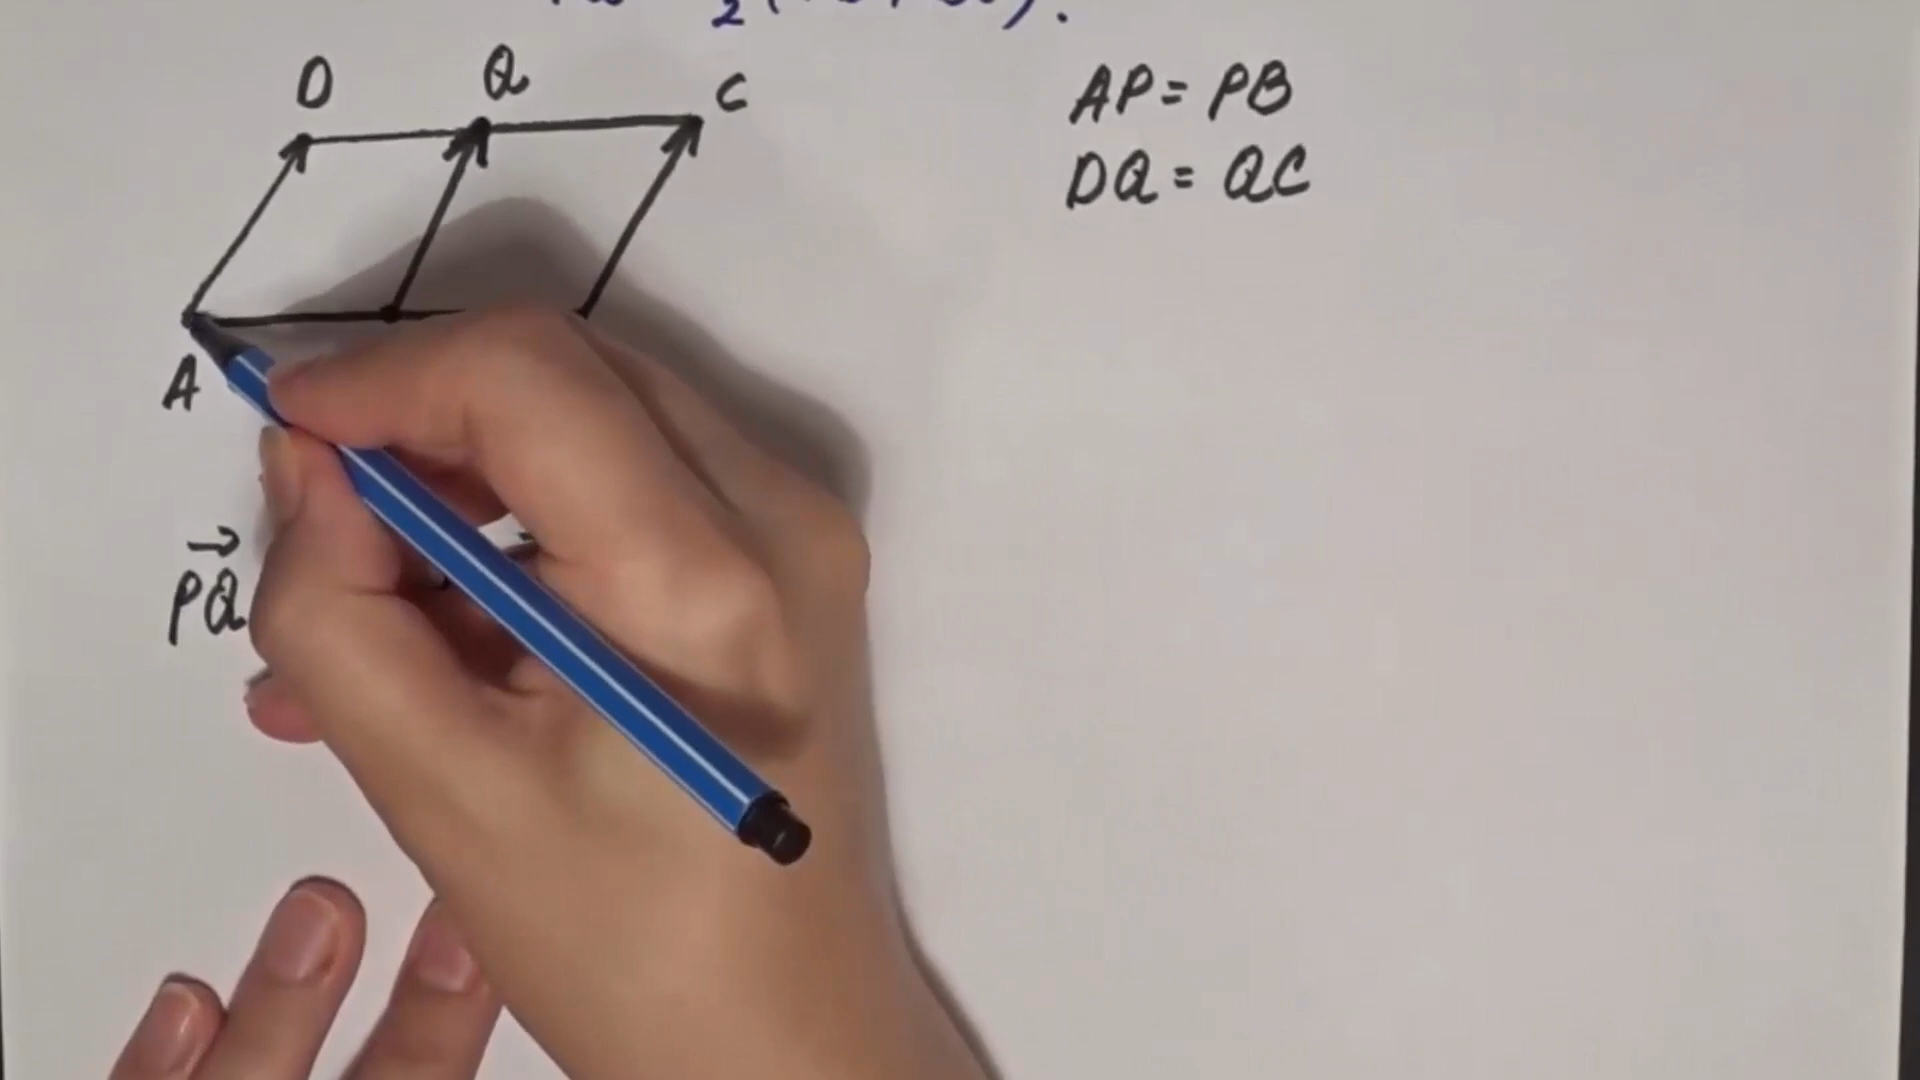 D Q C
AP = PB
DQ = QC
A
PQ